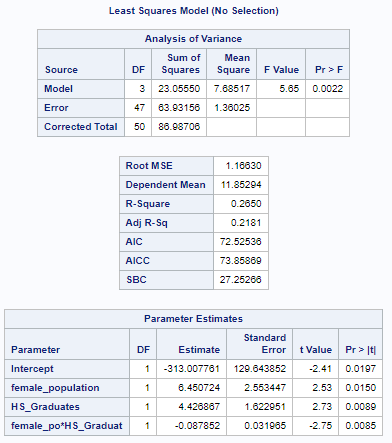 Least Squares Model (No Selection)
Analysis of Variance
Source DF Sum of Squares Mean Square F Value Pr > F
Model 3 23.05550 7.68517 5.65 0.0022
Error 47 63.93156 1.36025
Corrected Total 50 86.98706
Root MSE 1.16630
Dependent Mean 11.85294
R-Square 0.2650
Adj R-Sq 0.2181
AIC 72.52536
AICC 73.85869
SBC 27.25266
Parameter Estimates
Parameter DF Estimate Standard Error t Value Pr > |t|
Intercept 1 -313.007761 129.643852 -2.41 0.0197
female_population 1 6.450724 2.553447 2.53 0.0150
HS_Graduates 1 4.426867 1.622951 2.73 0.0089
female_po*HS_Graduat 1 -0.087852 0.031965 -2.75 0.0085